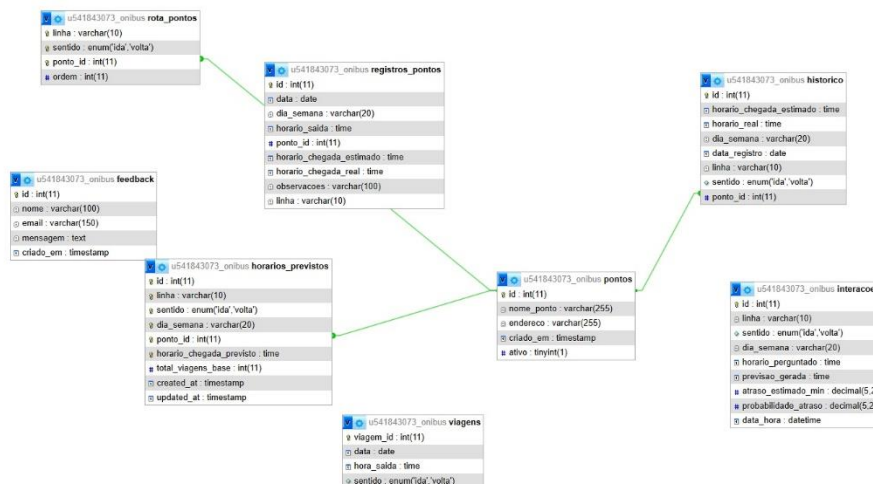 u541843073_onibus rota_pontos
linha : varchar(10)
sentido : enum('ida','volta')
ponto_id : int(11)
ordem : int(11)
u541843073_onibus registros_pontos
id : int(11)
data : date
dia_semana : varchar(20)
horario_saida : time
ponto_id : int(11)
horario_chegada_estimado : time
horario_chegada_real : time
observacoes : varchar(100)
linha : varchar(10)
u541843073_onibus historico
id : int(11)
horario_chegada_estimado : time
horario_real : time
dia_semana : varchar(20)
data_registro : date
linha : varchar(10)
sentido : enum('ida','volta')
ponto_id : int(11)
u541843073_onibus feedback
id : int(11)
nome : varchar(100)
email : varchar(150)
mensagem : text
criado_em : timestamp
u541843073_onibus horarios_previstos
id : int(11)
linha : varchar(10)
sentido : enum('ida','volta')
dia_semana : varchar(20)
ponto_id : int(11)
horario_chegada_previsto : time
total_viagens_base : int(11)
created_at : timestamp
updated_at : timestamp
u541843073_onibus pontos
id : int(11)
nome_ponto : varchar(255)
endereco : varchar(255)
criado_em : timestamp
ativo : tinyint(1)
u541843073_onibus interacoe
id : int(11)
linha : varchar(10)
sentido : enum('ida','volta')
dia_semana : varchar(20)
horario_perguntado : time
previsao_gerada : time
atraso_estimado_min : decimal(5,2
probabilidade_atraso : decimal(5,2
data_hora : datetime
u541843073_onibus viagens
viagem_id : int(11)
data : date
hora_saida : time
sentido : enum('ida','volta')